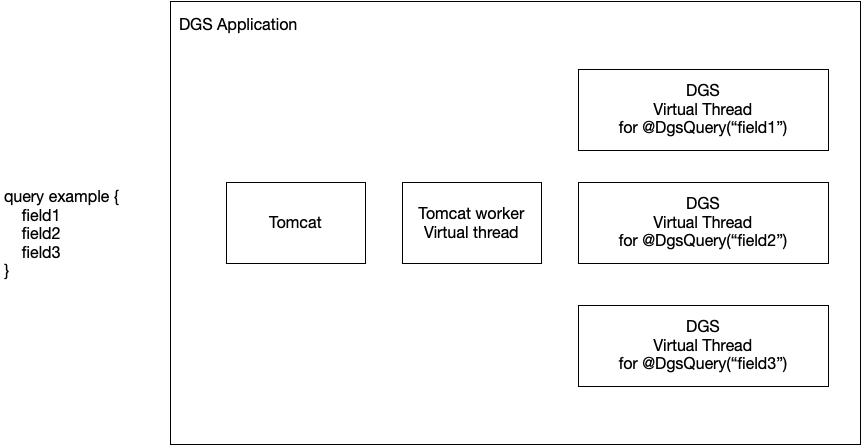 DGS Application
query example {
field1
field2
field3
}
Tomcat
Tomcat worker
Virtual thread
DGS
Virtual Thread
for @DgsQuery(“field1”)
DGS
Virtual Thread
for @DgsQuery(“field2”)
DGS
Virtual Thread
for @DgsQuery(“field3”)